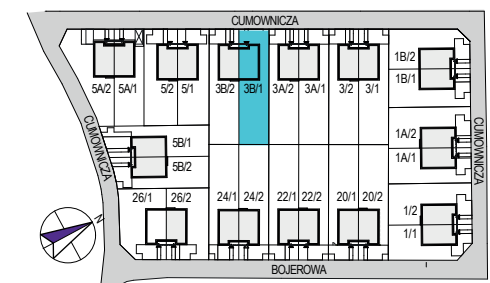 CUMOWNICZA
5A/2 5A/1
5/2 5/1
3B/2 3B/1
3A/2 3A/1
3/2 3/1
1B/2
1B/1
CUMOWNICZA
5B/1
5B/2
1A/2
1A/1
CUMOWNICZA
26/1 26/2
24/1 24/2
22/1 22/2
20/1 20/2
1/2
1/1
N
BOJEROWA